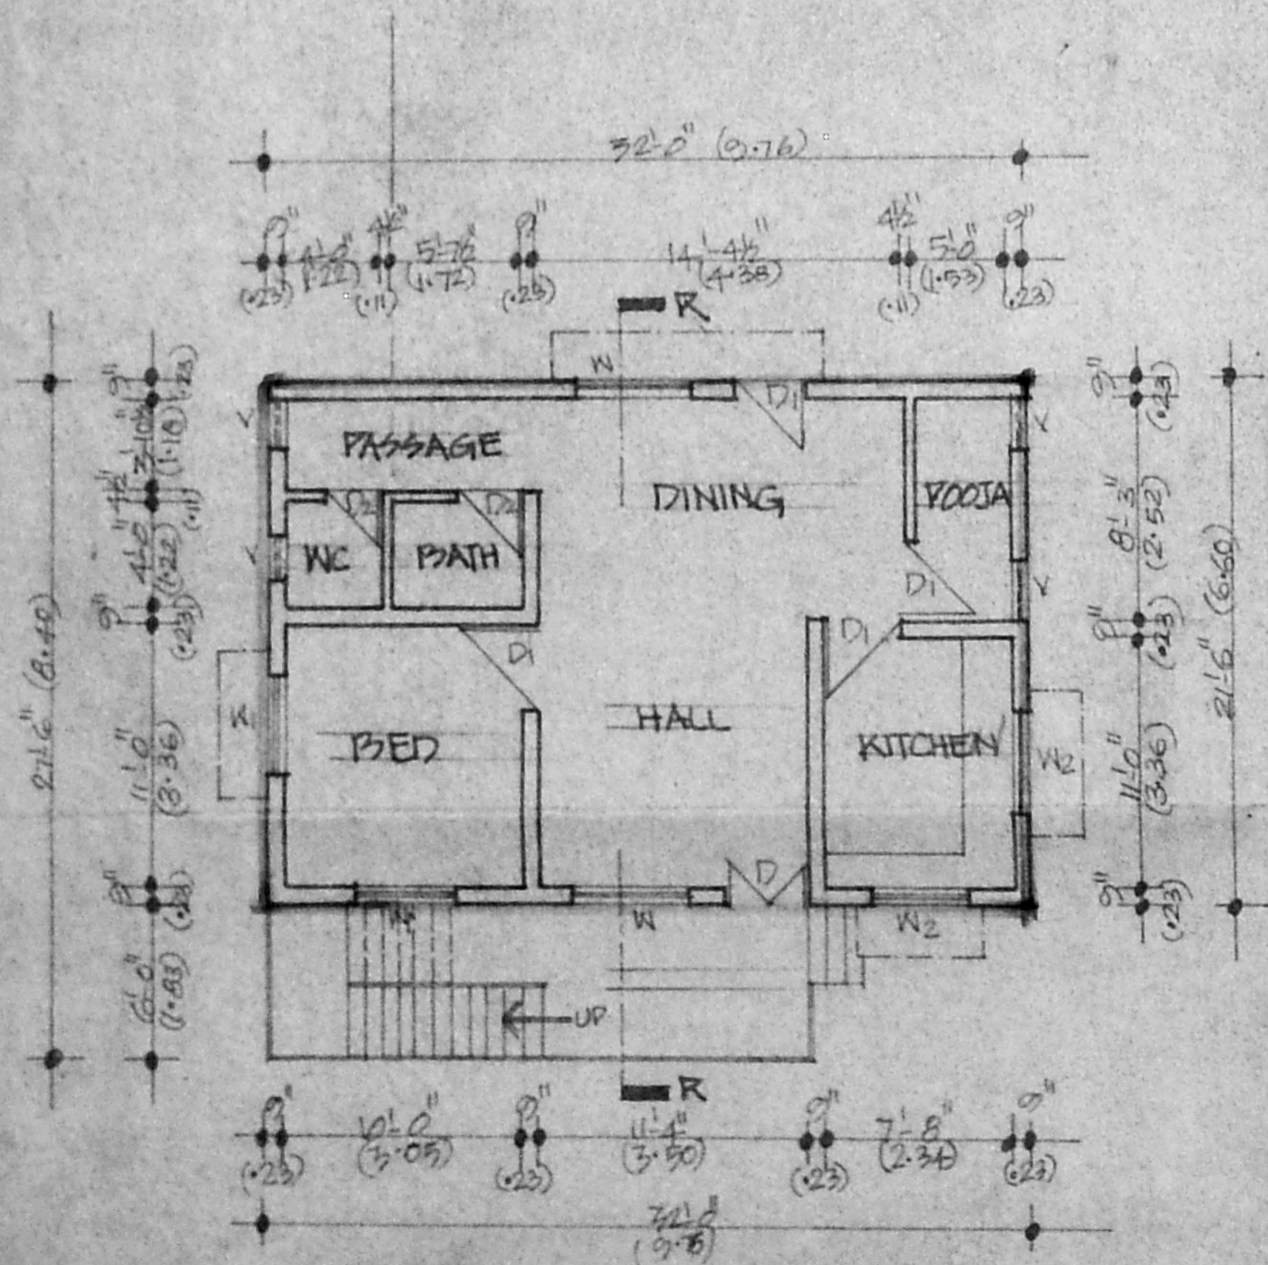 32'-0" (9.76)
9" 4'-0" 4½" 5'-7½" 9" 14'-4½" 4½" 5'-0" 9"
(.23) 1.22) (.11) (1.72) (.23) (4.38) (.11) (1.53) (.23)
R
W D1
V V
PASSAGE
DINING POOJA
D2 D2
WC BATH
V V
D1
D1 D1
HALL
W BED KITCHEN W2
D
W W W2
UP
R
9" 10'-0" 9" 11'-4" 9" 7'-8" 9"
(.23) (3.05) (.23) (3.50) (.23) (2.34) (.23)
32'-0"
27'-6" (8.40)
9" 3'-10½" 4½" 4'-0" 9" 11'-0" 9" 6'-0"
(.23) (1.18) (.11) (1.22) (.23) (3.36) (.23) (1.83)
9" 8'-3" 9" 11'-0" 9"
(.23) (2.52) (.23) (3.36) (.23)
21'-6" (6.60)